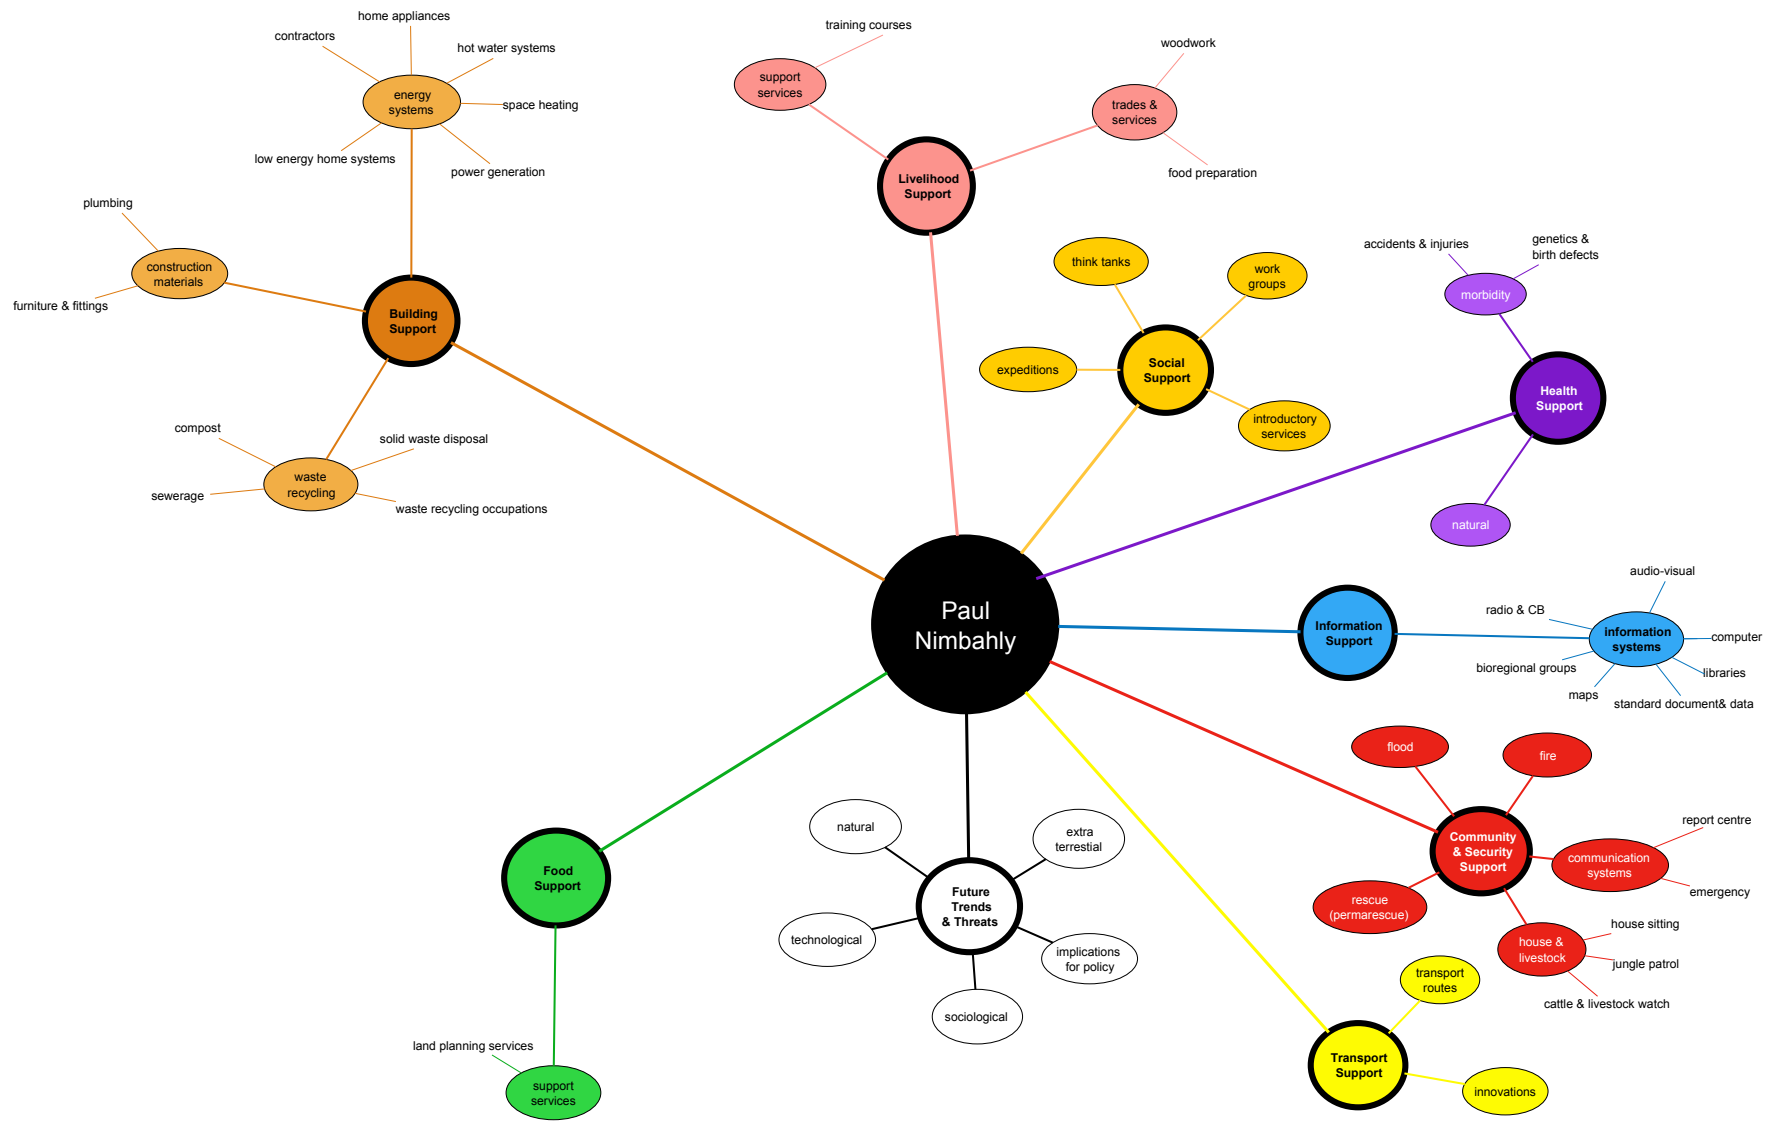 home appliances
contractors
hot water systems
energy
systems
space heating
low energy home systems
power generation
plumbing
construction
materials
furniture & fittings
Building
Support
compost
solid waste disposal
waste
recycling
sewerage
waste recycling occupations
training courses
support
services
woodwork
trades &
services
food preparation
Livelihood
Support
think tanks
work
groups
expeditions
Social
Support
introductory
services
accidents & injuries
genetics &
birth defects
morbidity
Health
Support
natural
Paul
Nimbahly
Information
Support
audio-visual
radio & CB
information
systems
computer
bioregional groups
libraries
maps
standard document& data
flood
fire
Community
& Security
Support
report centre
communication
systems
emergency
rescue
(permarescue)
house &
livestock
house sitting
jungle patrol
cattle & livestock watch
natural
extra
terrestial
Future
Trends
& Threats
technological
implications
for policy
sociological
transport
routes
Transport
Support
innovations
Food
Support
land planning services
support
services